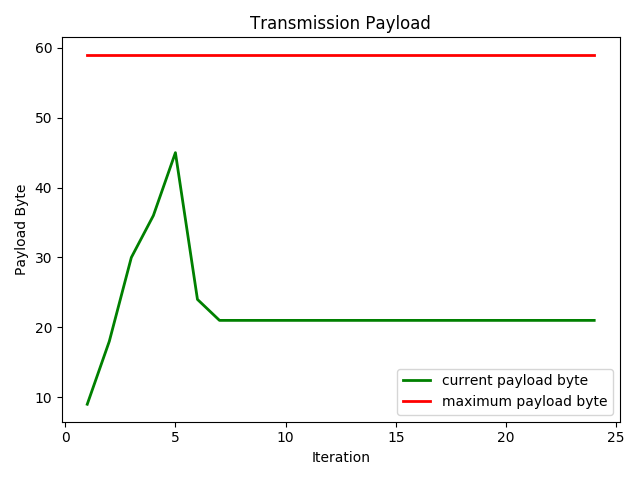 Transmission Payload
60
50
40
30
20
10
Payload Byte
current payload byte
maximum payload byte
0 5 10 15 20 25
Iteration